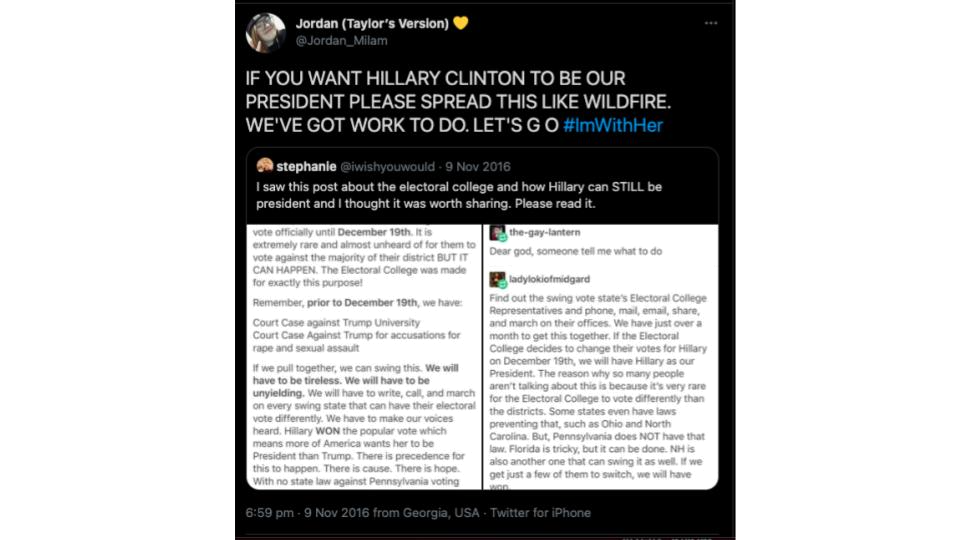 Jordan (Taylor's Version) 💛
@Jordan_Milam
IF YOU WANT HILLARY CLINTON TO BE OUR
PRESIDENT PLEASE SPREAD THIS LIKE WILDFIRE.
WE'VE GOT WORK TO DO. LET'S G O #ImWithHer
stephanie @iwishyouwould · 9 Nov 2016
I saw this post about the electoral college and how Hillary can STILL be
president and I thought it was worth sharing. Please read it.
vote officially until December 19th. It is
extremely rare and almost unheard of for them to
vote against the majority of their district BUT IT
CAN HAPPEN. The Electoral College was made
for exactly this purpose!
Remember, prior to December 19th, we have:
Court Case against Trump University
Court Case Against Trump for accusations for
rape and sexual assault
If we pull together, we can swing this. We will
have to be tireless. We will have to be
unyielding. We will have to write, call, and march
on every swing state that can have their electoral
vote differently. We have to make our voices
heard. Hillary WON the popular vote which
means more of America wants her to be
President than Trump. There is precedence for
this to happen. There is cause. There is hope.
With no state law against Pennsylvania voting
the-gay-lantern
Dear god, someone tell me what to do
ladylokiofmidgard
Find out the swing vote state's Electoral College
Representatives and phone, mail, email, share,
and march on their offices. We have just over a
month to get this together. If the Electoral
College decides to change their votes for Hillary
on December 19th, we will have Hillary as our
President. The reason why so many people
aren't talking about this is because it's very rare
for the Electoral College to vote differently than
the districts. Some states even have laws
preventing that, such as Ohio and North
Carolina. But, Pennsylvania does NOT have that
law. Florida is tricky, but it can be done. NH is
also another one that can swing it as well. If we
get just a few of them to switch, we will have
won.
6:59 pm · 9 Nov 2016 from Georgia, USA · Twitter for iPhone